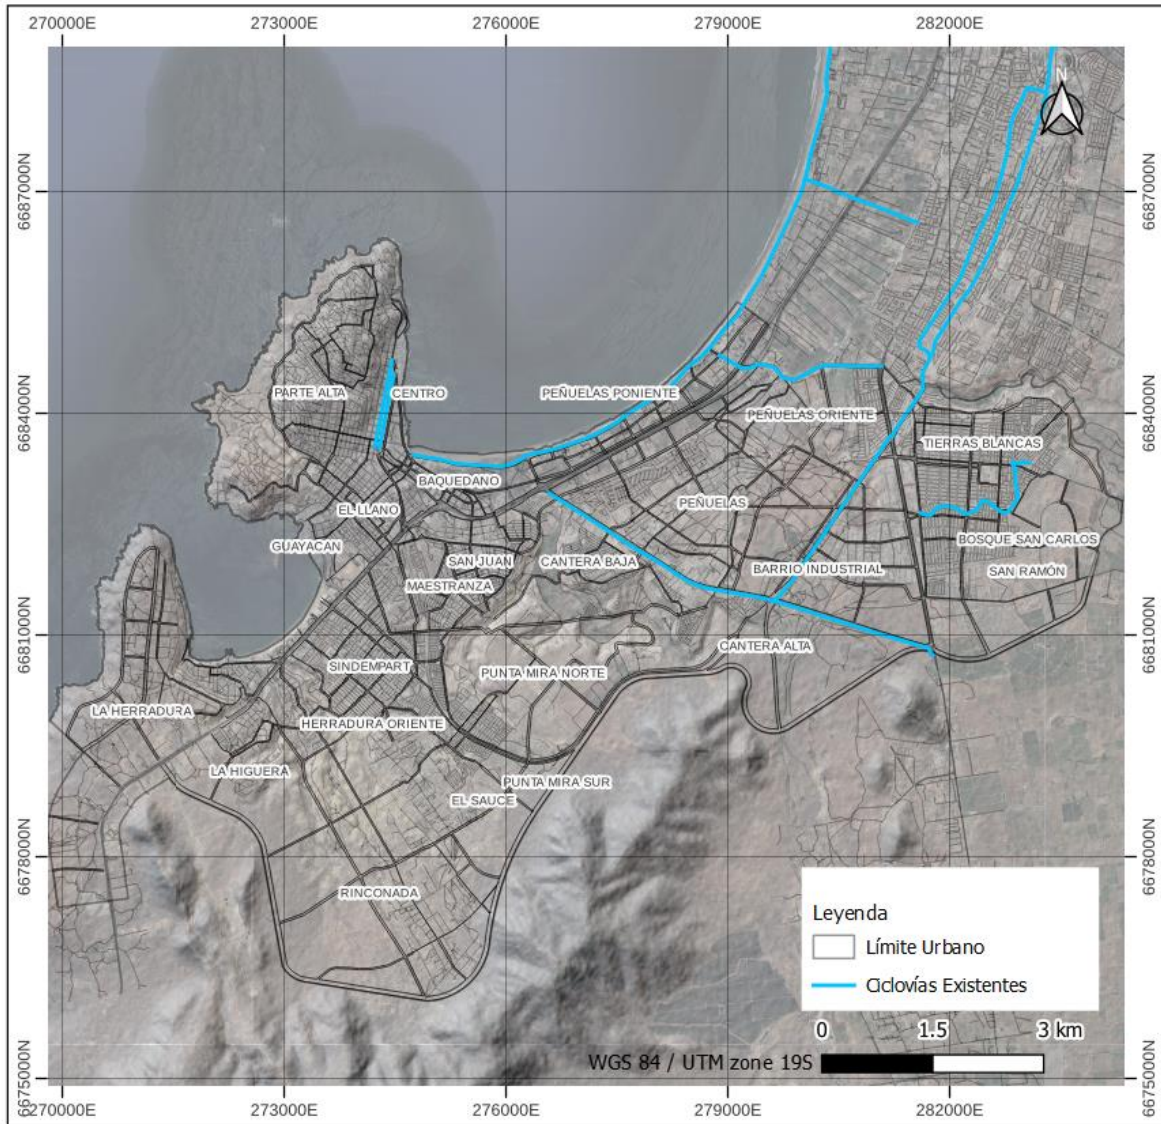 270000E
273000E
276000E
279000E
282000E
N
6687000N
6687000N
PARTE ALTA
CENTRO
PEÑUELAS PONIENTE
6684000N
6684000N
PEÑUELAS ORIENTE
TIERRAS BLANCAS
BAQUEDANO
PEÑUELAS
EL LLANO
GUAYACAN
BOSQUE SAN CARLOS
SAN JUAN
CANTERA BAJA
BARRIO INDUSTRIAL
SAN RAMÓN
MAESTRANZA
6681000N
6681000N
CANTERA ALTA
SINDEMPART
PUNTA MIRA NORTE
LA HERRADURA
HERRADURA ORIENTE
LA HIGUERA
PUNTA MIRA SUR
EL SAUCE
6678000N
6678000N
RINCONADA
Leyenda
Límite Urbano
Ciclovías Existentes
0 1.5 3 km
WGS 84 / UTM zone 19S
6675000N
6675000N
270000E
273000E
276000E
279000E
282000E